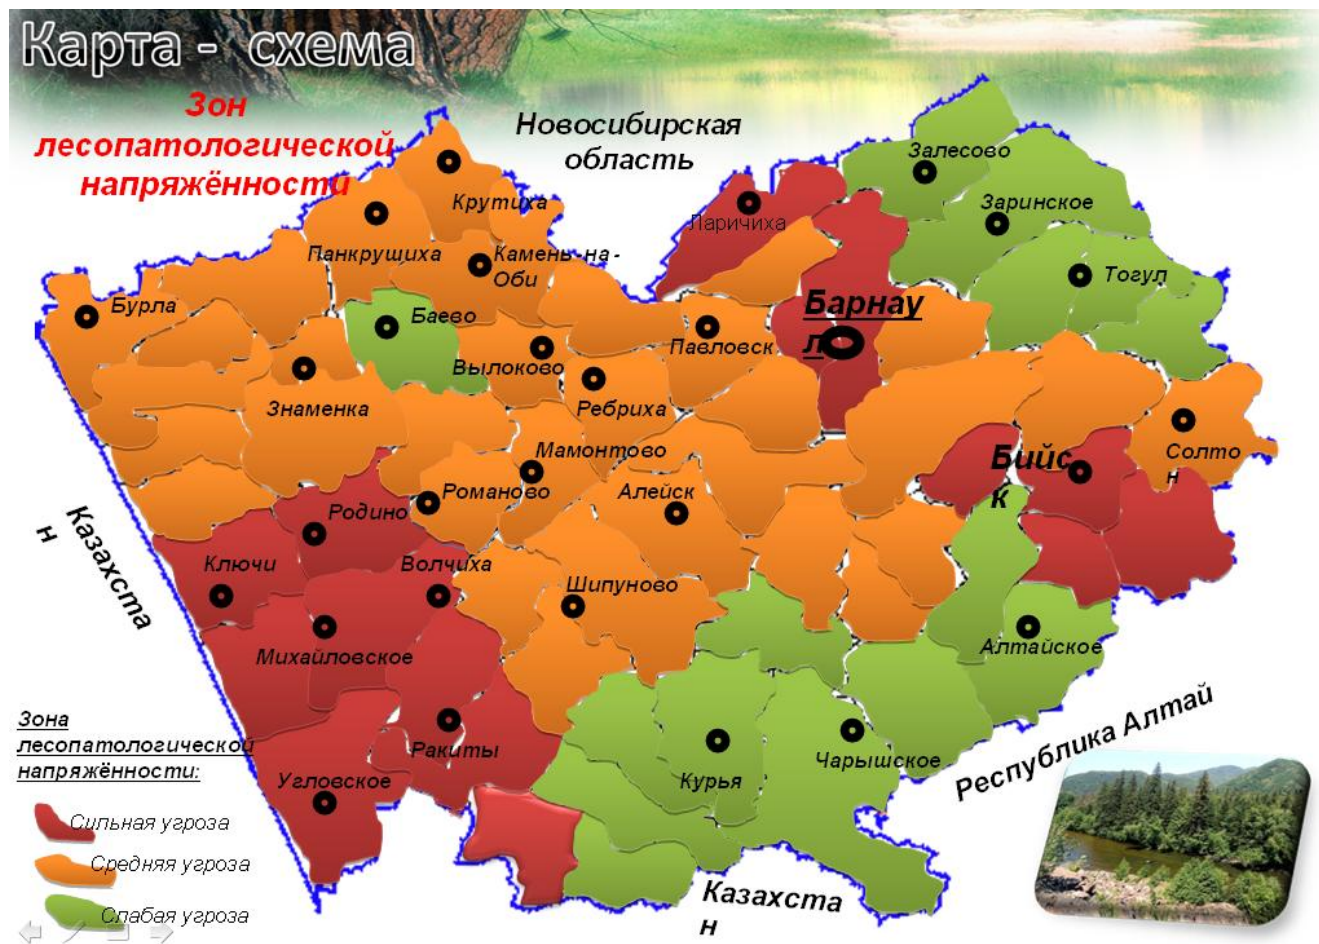 Карта - схема
Зон
лесопатологической
напряжённости
Новосибирская
область
Залесово
Заринское
Крутиха
Ларичиха
Панкрушиха
Камень-на-
Оби
Тогул
Бурла
Баево
Барнау
л
Павловск
Вылоково
Знаменка
Ребриха
Мамонтово
Бийс
к
Солто
н
Романово
Алейск
Родино
Казахста
н
Ключи
Волчиха
Шипуново
Михайловское
Алтайское
Республика Алтай
Зона
лесопатологической
напряжённости:
Ракиты
Угловское
Курья
Чарышское
Сильная угроза
Средняя угроза
Слабая угроза
Казахста
н